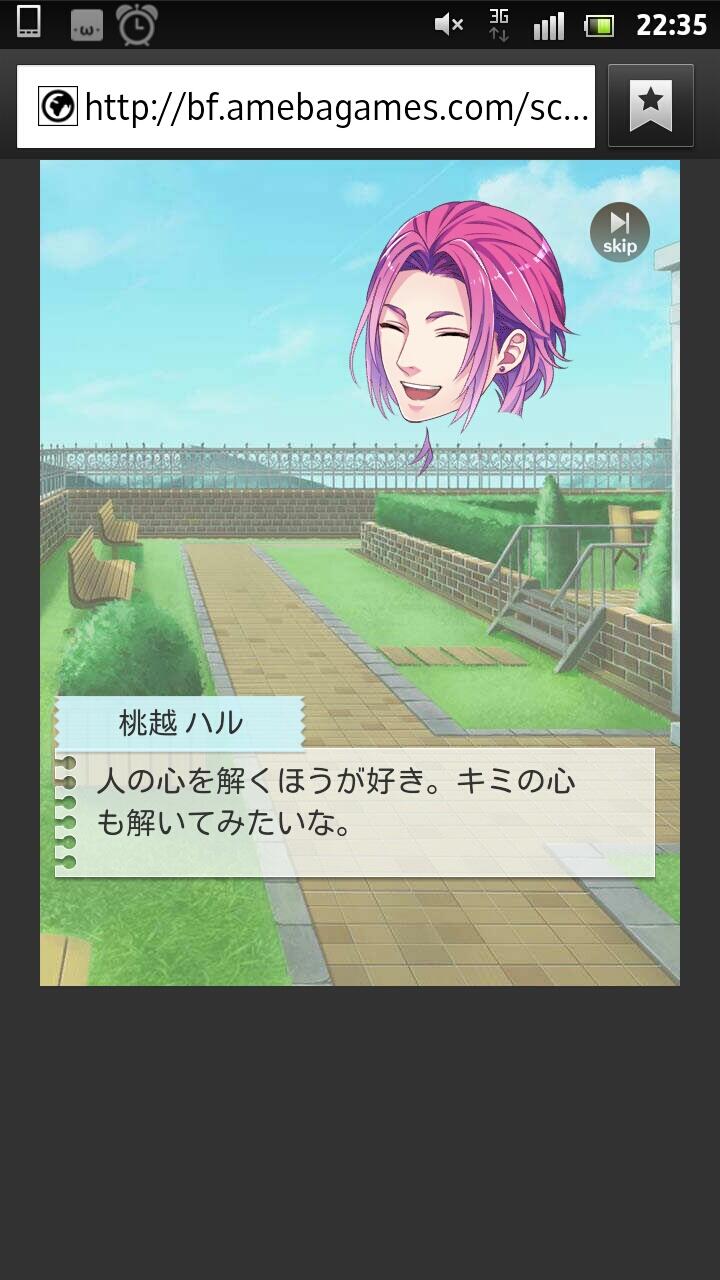 3G
22:35
http://bf.amebagames.com/sc...
skip
桃越 ハル
人の心を解くほうが好き。キミの心
も解いてみたいな。